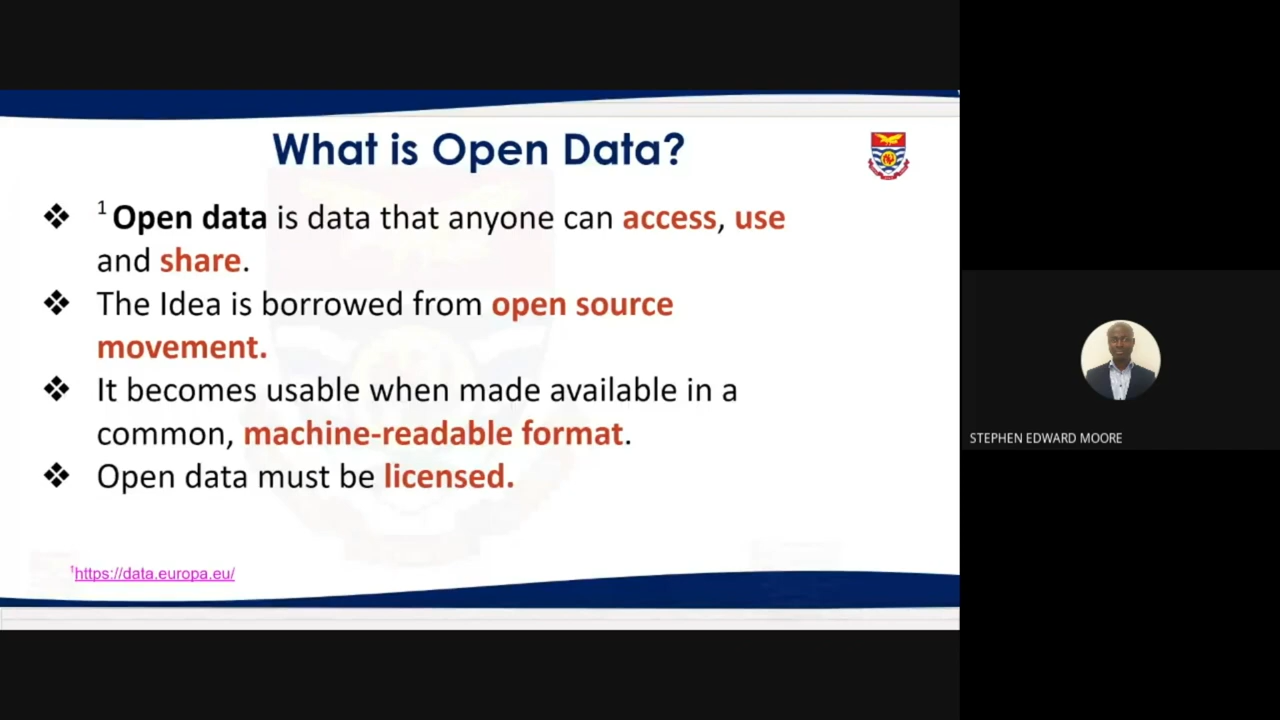 What is Open Data?
❖ ¹ Open data is data that anyone can access, use
and share.
❖ The Idea is borrowed from open source
movement.
❖ It becomes usable when made available in a
common, machine-readable format.
❖ Open data must be licensed.
¹https://data.europa.eu/
STEPHEN EDWARD MOORE